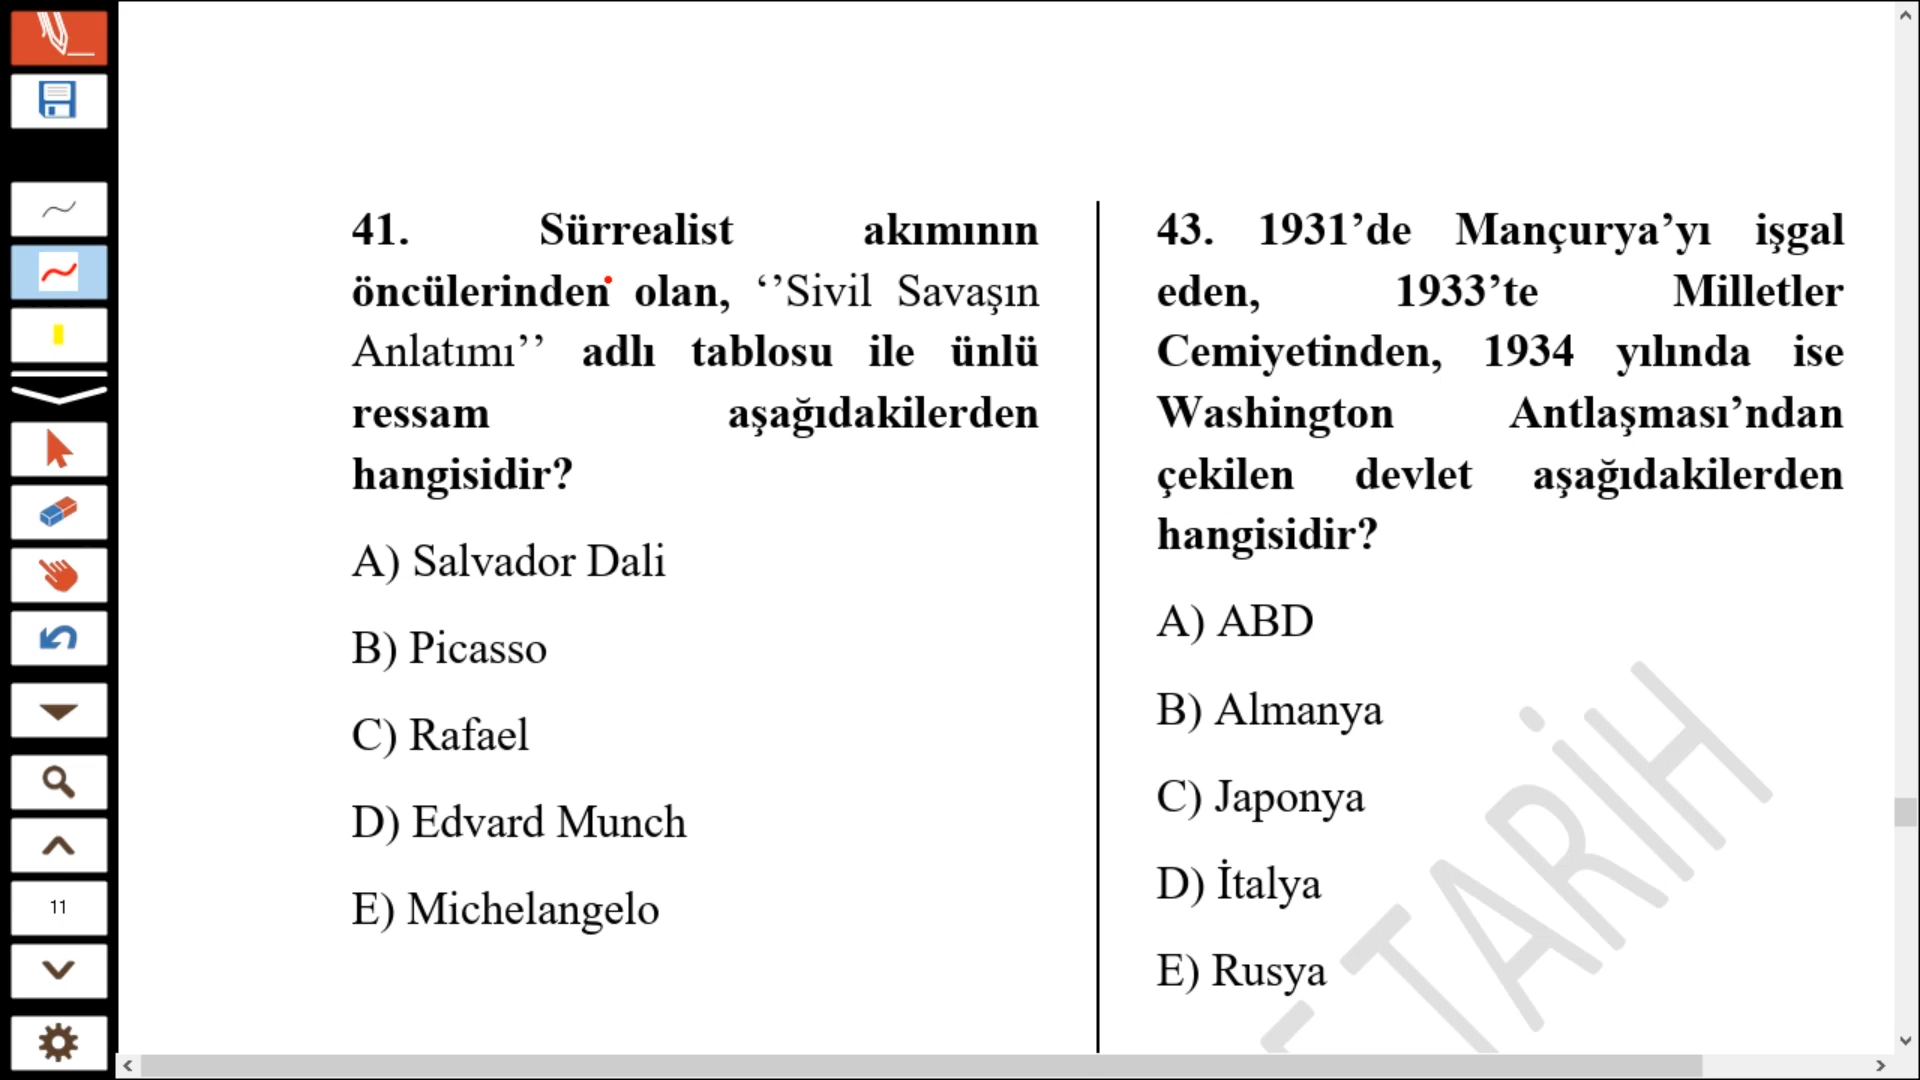 41. Sürrealist akımının
öncülerinden olan, ‘’Sivil Savaşın
Anlatımı’’ adlı tablosu ile ünlü
ressam aşağıdakilerden
hangisidir?
A) Salvador Dali
B) Picasso
C) Rafael
D) Edvard Munch
E) Michelangelo
43. 1931’de Mançurya’yı işgal
eden, 1933’te Milletler
Cemiyetinden, 1934 yılında ise
Washington Antlaşması’ndan
çekilen devlet aşağıdakilerden
hangisidir?
A) ABD
B) Almanya
C) Japonya
D) İtalya
E) Rusya
TARİH
11